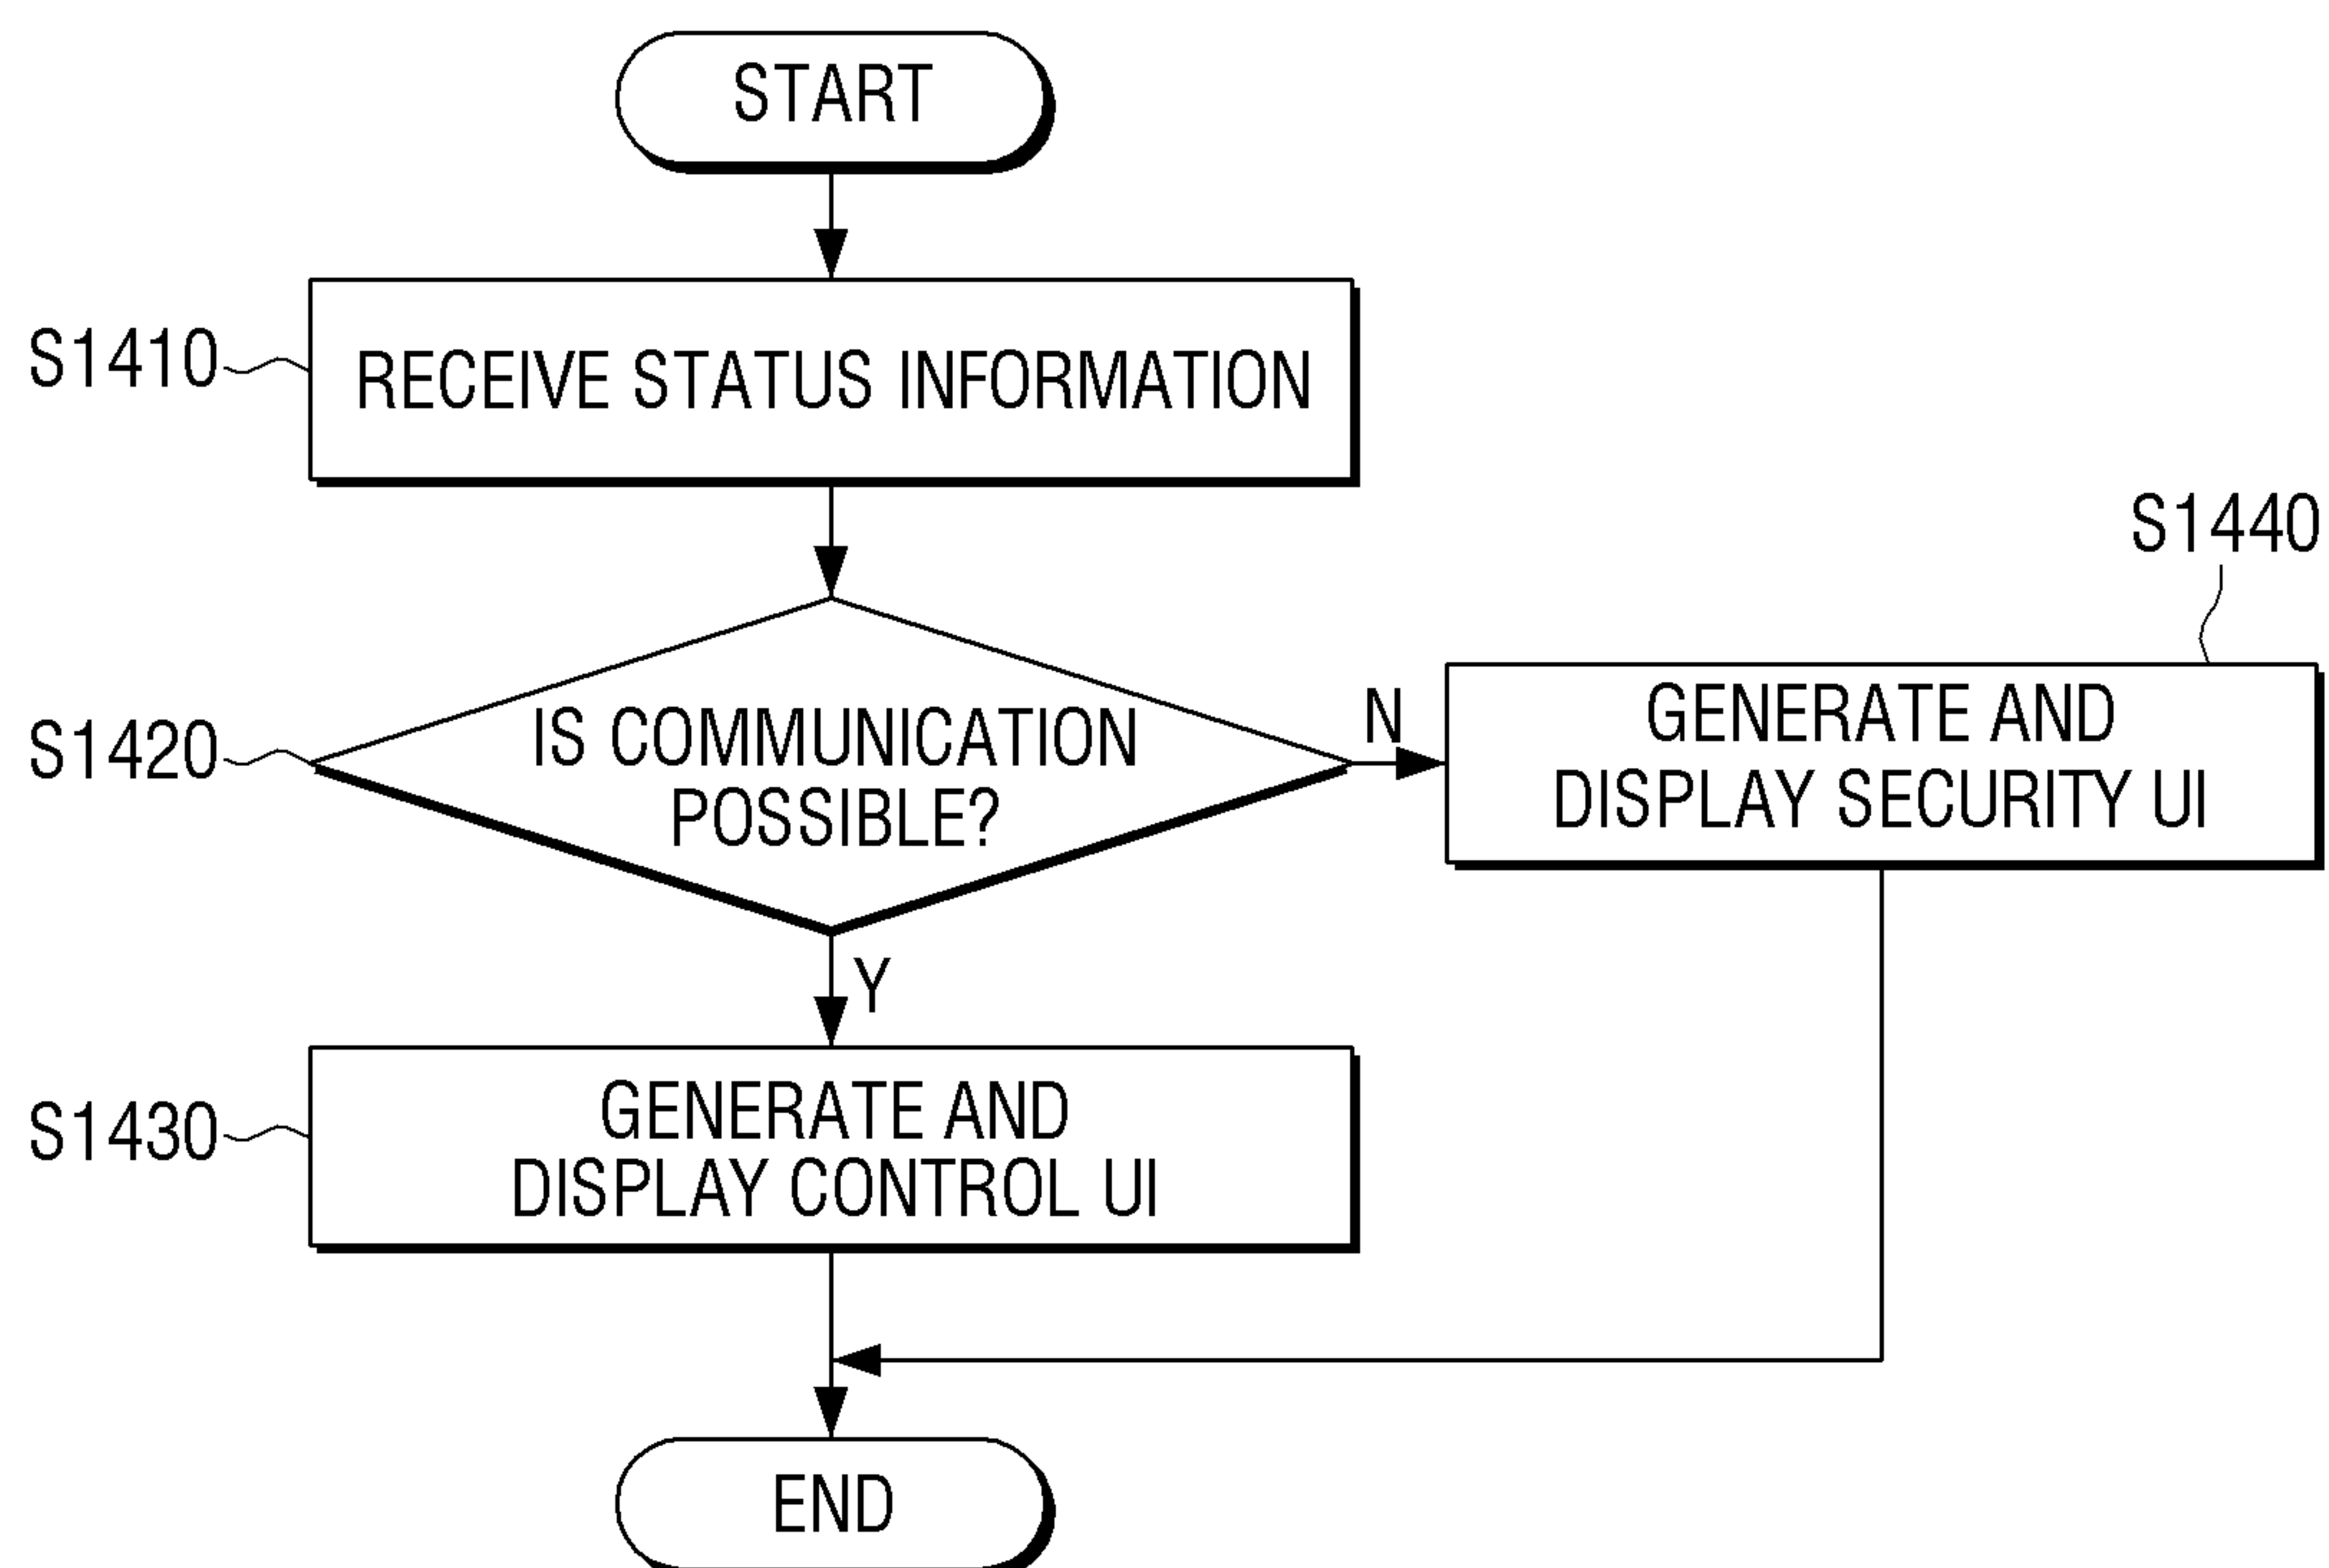 START
S1410
RECEIVE STATUS INFORMATION
S1420
IS COMMUNICATION
POSSIBLE?
N
S1440
GENERATE AND
DISPLAY SECURITY UI
Y
S1430
GENERATE AND
DISPLAY CONTROL UI
END